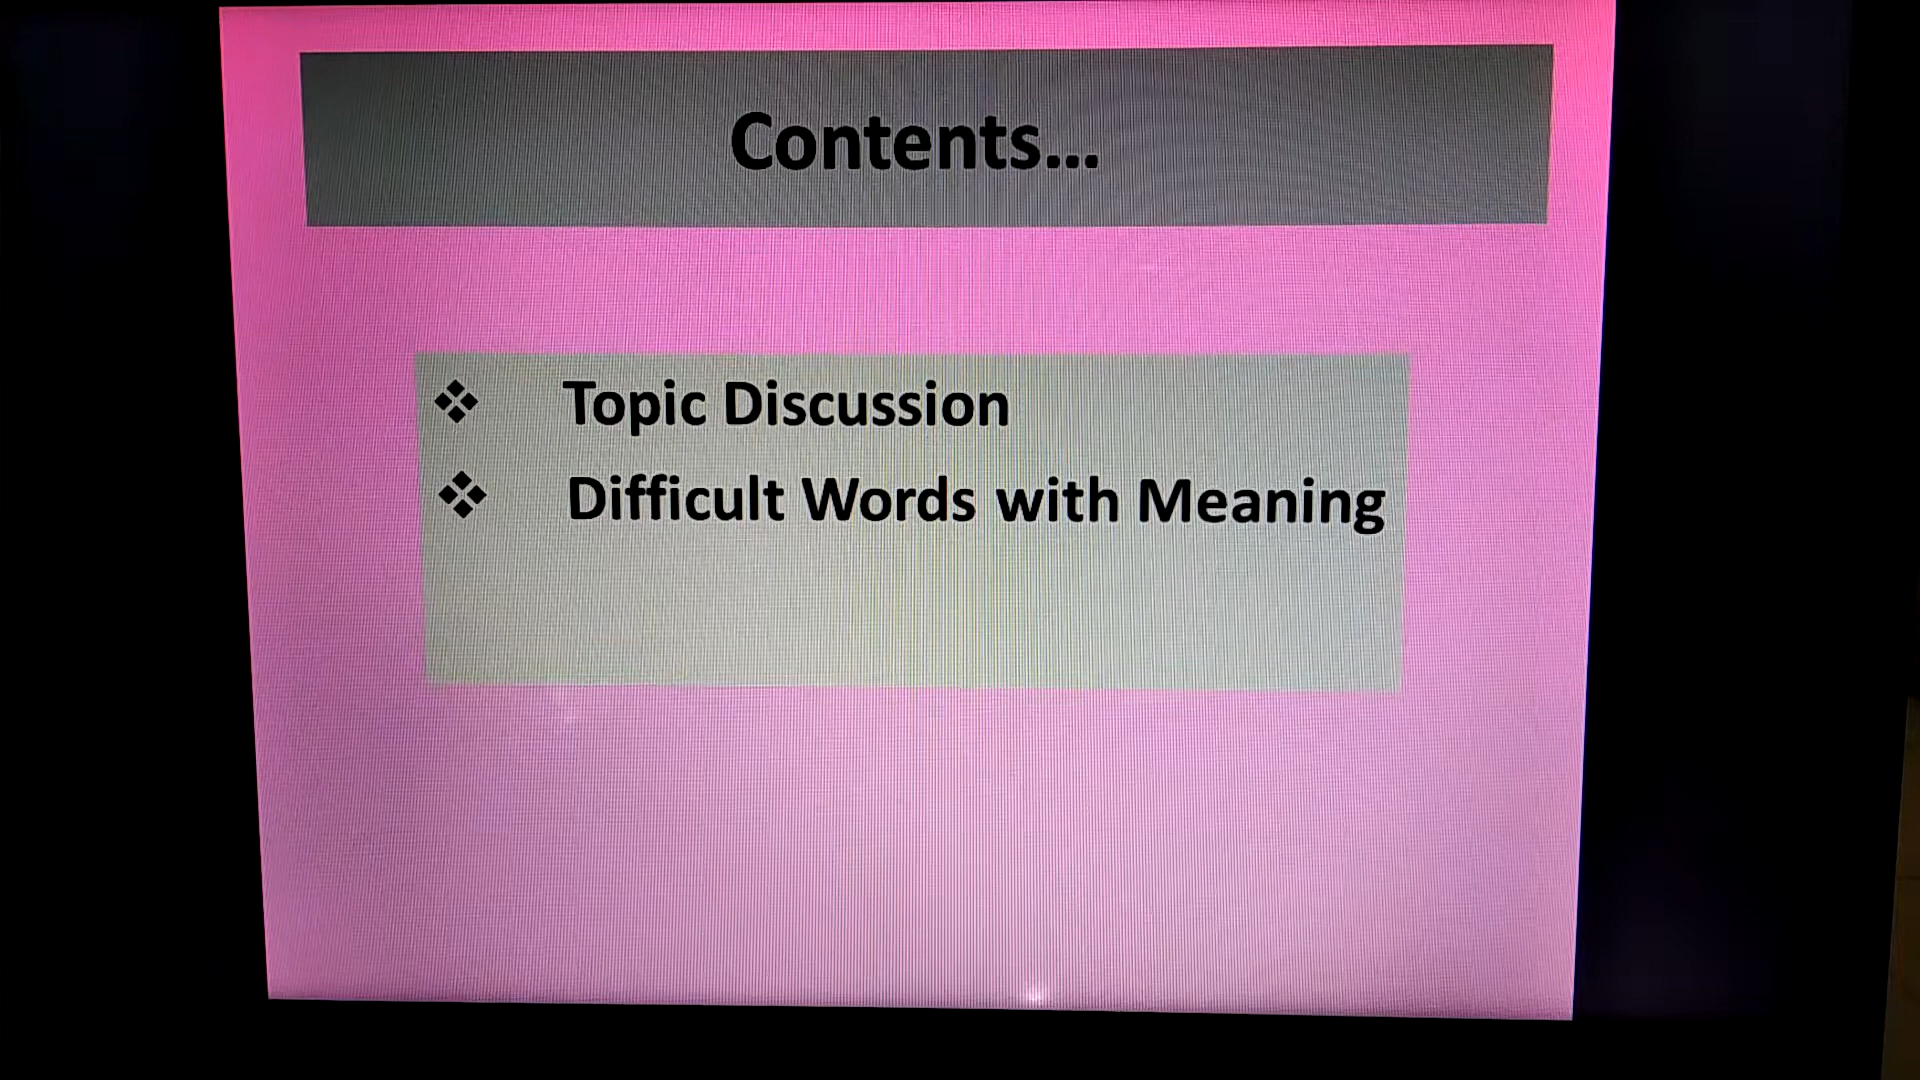 Contents...
❖ Topic Discussion
❖ Difficult Words with Meaning